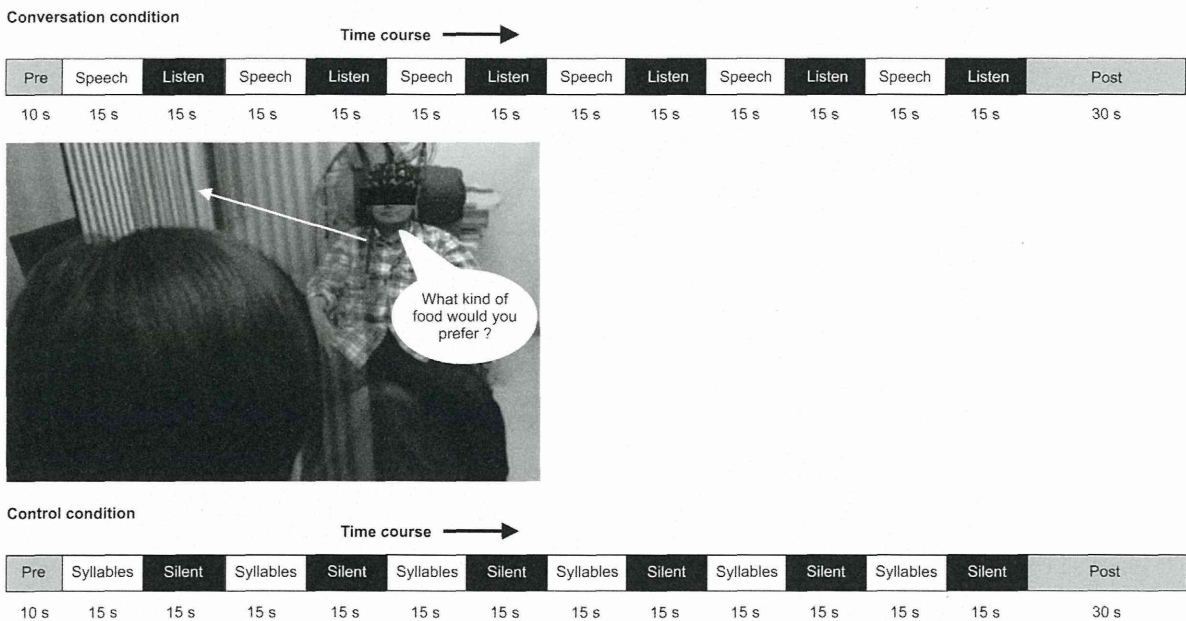 Conversation condition
Time course
Pre Speech Listen Speech Listen Speech Listen Speech Listen Speech Listen Speech Listen Post
10 s 15 s 15 s 15 s 15 s 15 s 15 s 15 s 15 s 15 s 15 s 15 s 15 s 30 s
What kind of
food would you
prefer ?
Control condition
Time course
Pre Syllables Silent Syllables Silent Syllables Silent Syllables Silent Syllables Silent Syllables Silent Post
10 s 15 s 15 s 15 s 15 s 15 s 15 s 15 s 15 s 15 s 15 s 15 s 15 s 30 s